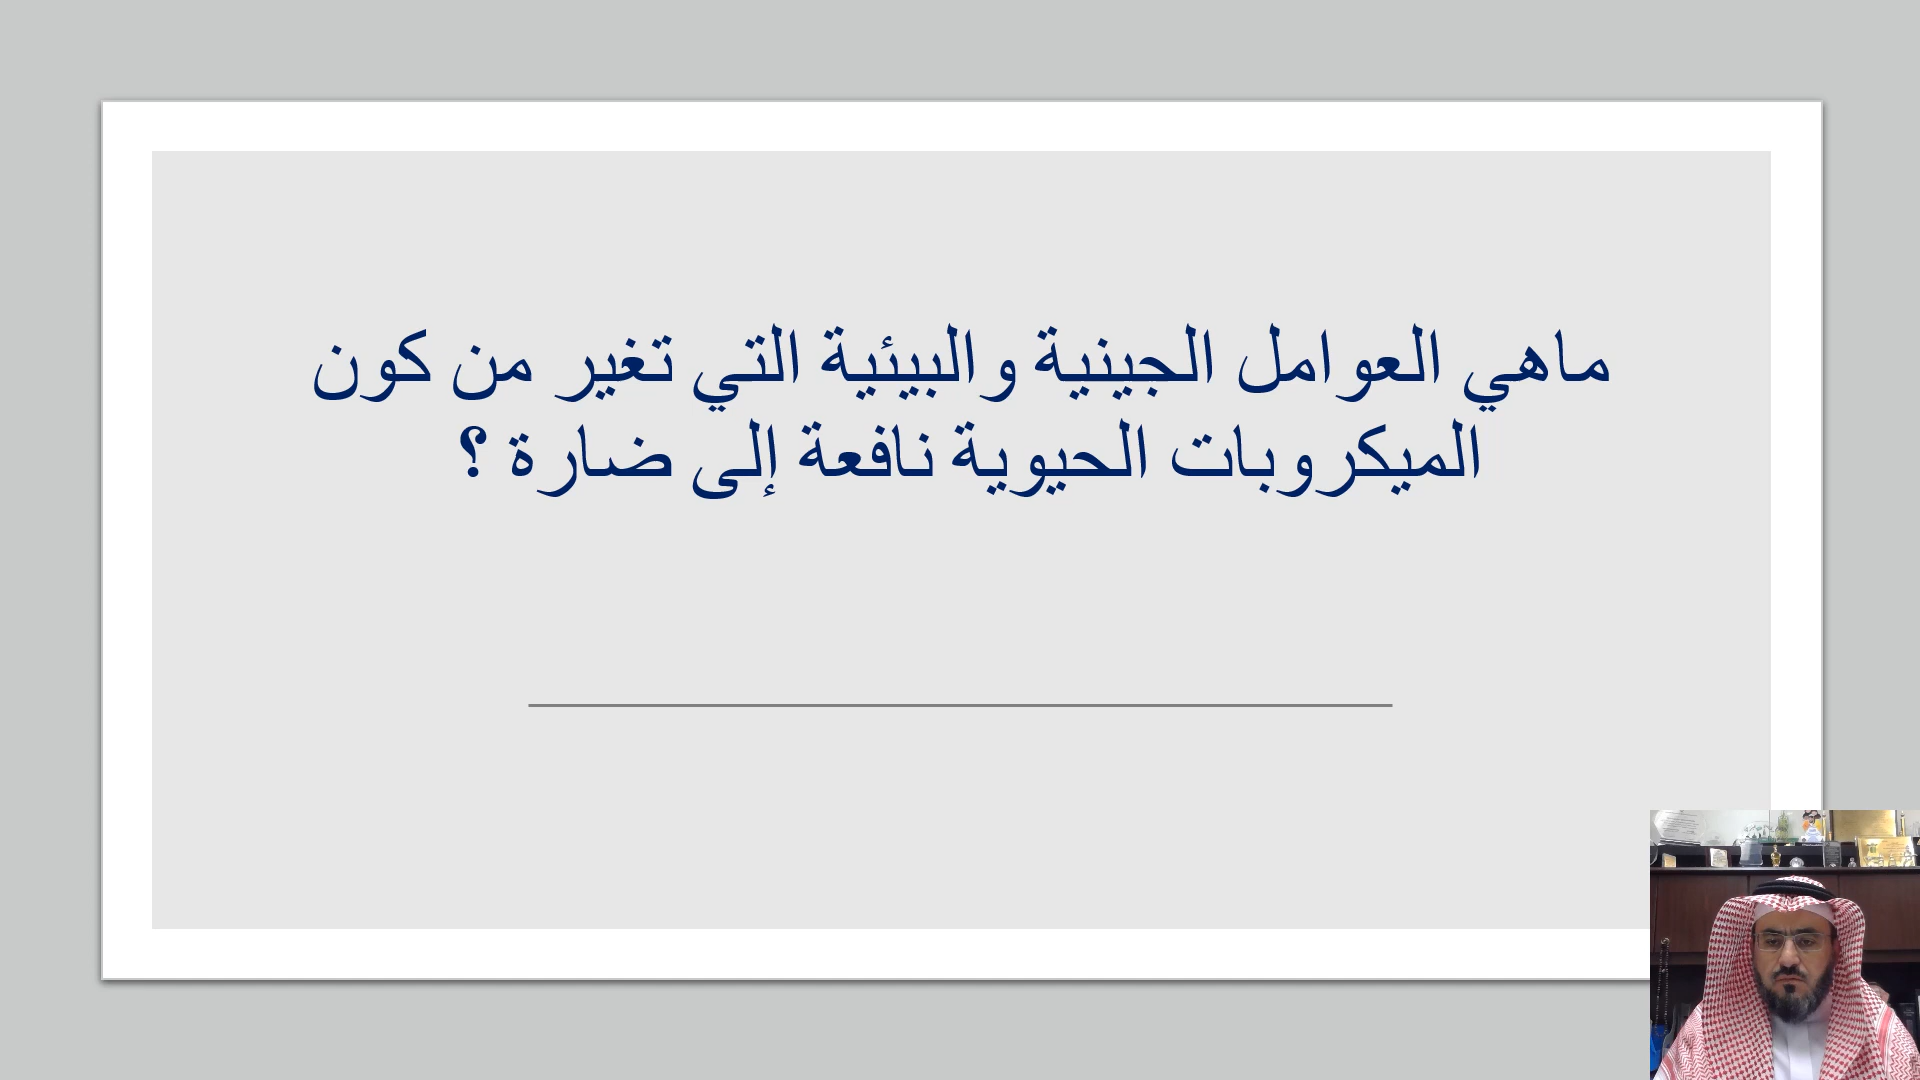 ماهي العوامل الجينية والبيئية التي تغير من كون
الميكروبات الحيوية نافعة إلى ضارة ؟